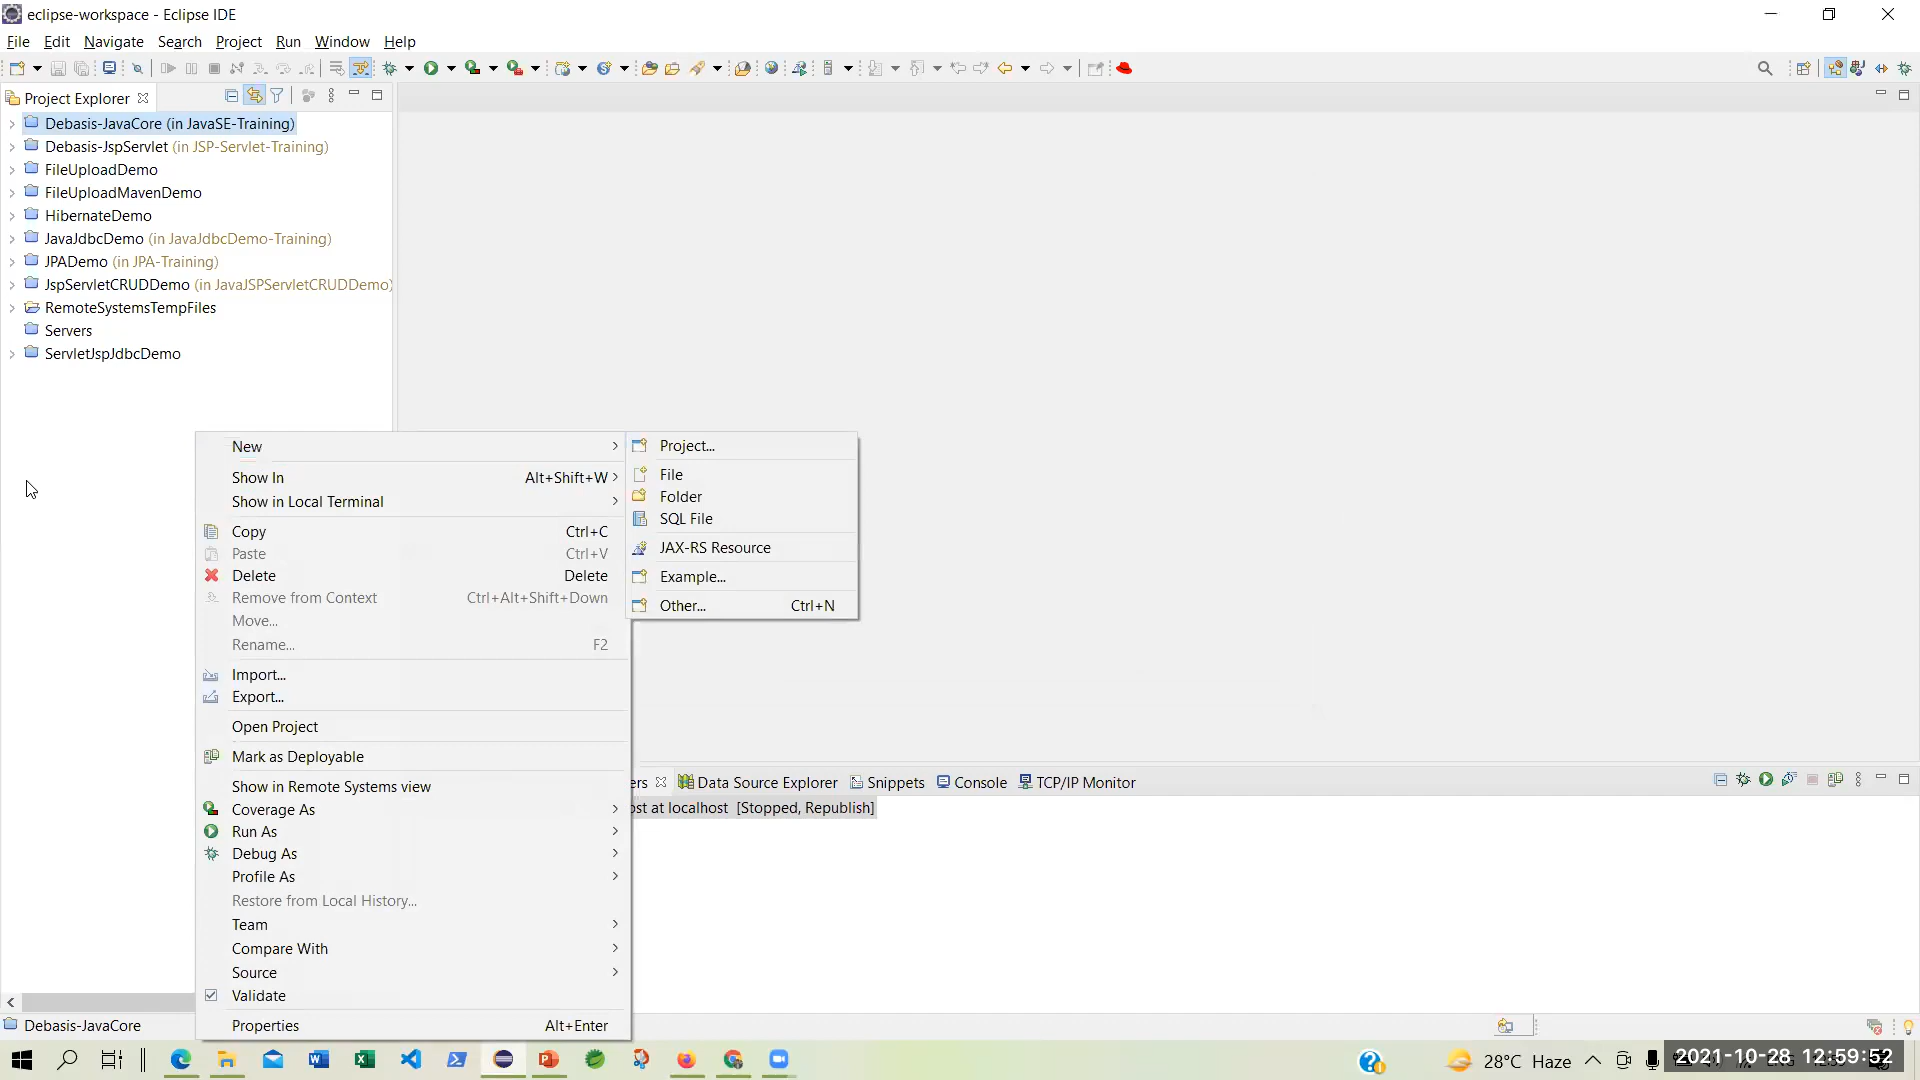 eclipse-workspace - Eclipse IDE
File Edit Navigate Search Project Run Window Help
Project Explorer
Debasis-JavaCore (in JavaSE-Training)
Debasis-JspServlet (in JSP-Servlet-Training)
FileUploadDemo
FileUploadMavenDemo
HibernateDemo
JavaJdbcDemo (in JavaJdbcDemo-Training)
JPADemo (in JPA-Training)
JspServletCRUDDemo (in JavaJSPServletCRUDDemo)
RemoteSystemsTempFiles
Servers
ServletJspJdbcDemo
New
Show In Alt+Shift+W
Show in Local Terminal
Copy Ctrl+C
Paste Ctrl+V
Delete Delete
Remove from Context Ctrl+Alt+Shift+Down
Move...
Rename... F2
Import...
Export...
Open Project
Mark as Deployable
Show in Remote Systems view
Coverage As
Run As
Debug As
Profile As
Restore from Local History...
Team
Compare With
Source
Validate
Properties Alt+Enter
Project...
File
Folder
SQL File
JAX-RS Resource
Example...
Other... Ctrl+N
ers Data Source Explorer Snippets Console TCP/IP Monitor
ost at localhost [Stopped, Republish]
Debasis-JavaCore
28°C Haze
2021-10-28 12:59:52